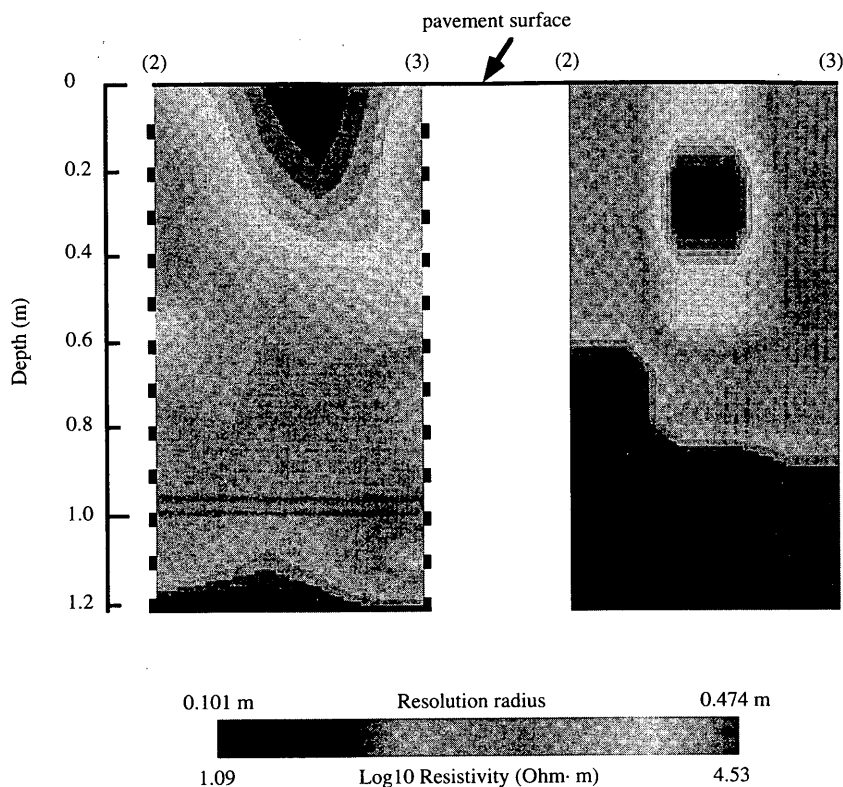 pavement surface
(2) (3) (2) (3)
0
0.2
0.4
0.6
0.8
1.0
1.2
Depth (m)
0.101 m Resolution radius 0.474 m
1.09 Log10 Resistivity (Ohm· m) 4.53